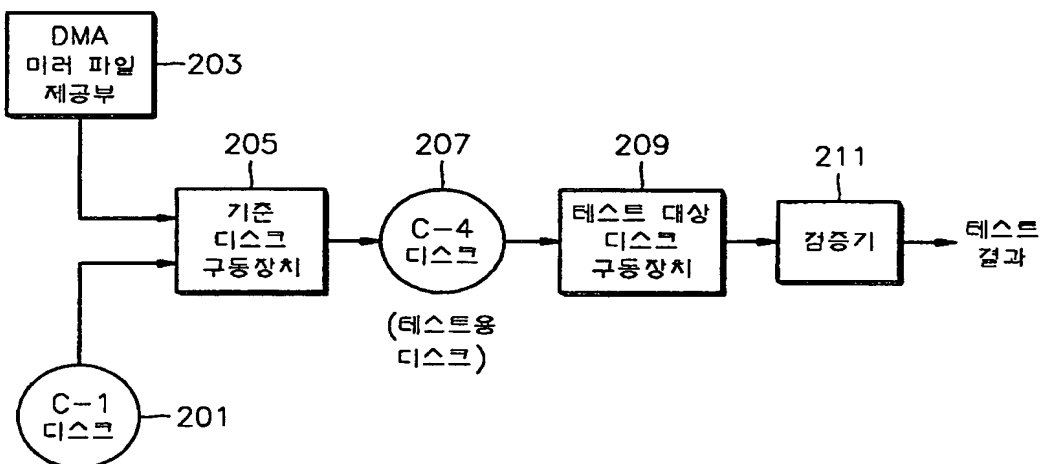 DMA
미러 파일
제공부
203
205
기준
디스크
구동장치
207
C-4
디스크
(테스트용
디스크)
209
테스트 대상
디스크
구동장치
211
검증기
테스트
결과
C-1
디스크
201